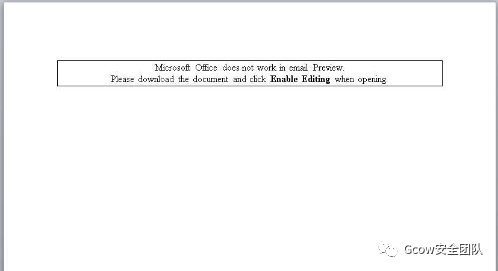 Microsoft Office does not work in email Preview.
Please download the document and click Enable Editing when opening
Gcow安全团队